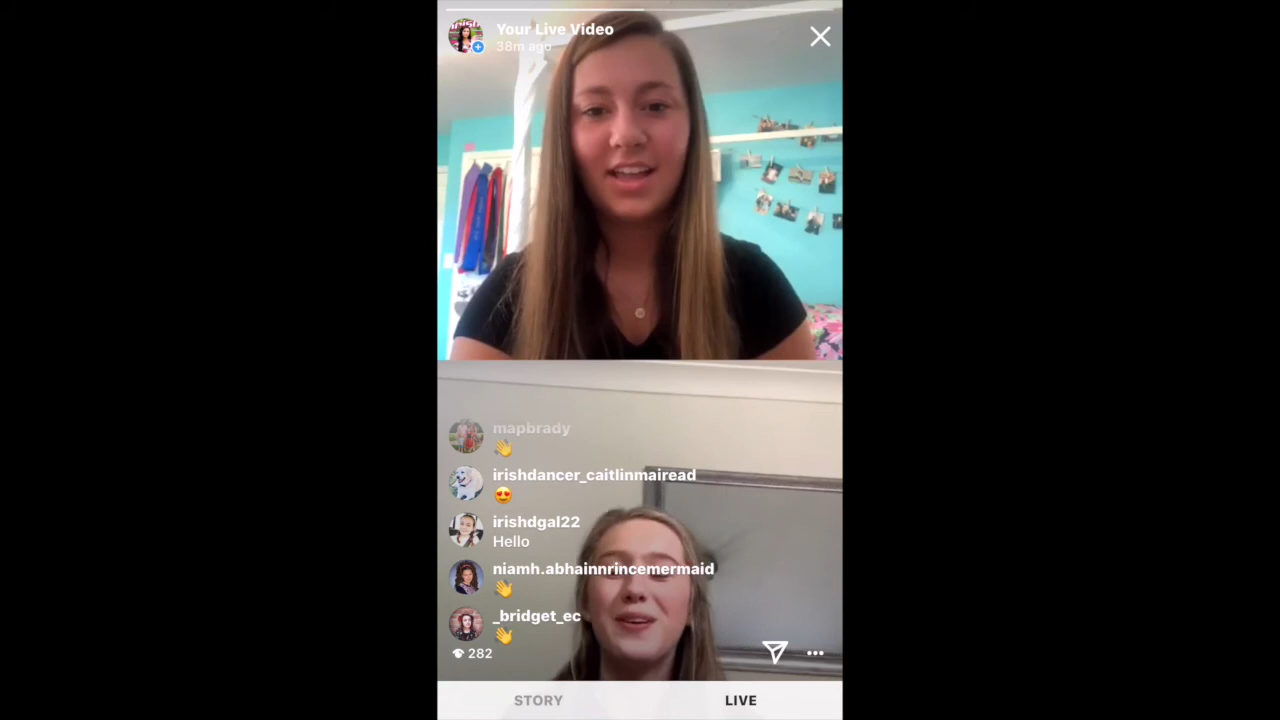 Your Live Video
38m ago
mapbrady
👋
irishdancer_caitlinmairead
😍
irishdgal22
Hello
niamh.abhainnrincemermaid
👋
_bridget_ec
👋
282
STORY
LIVE